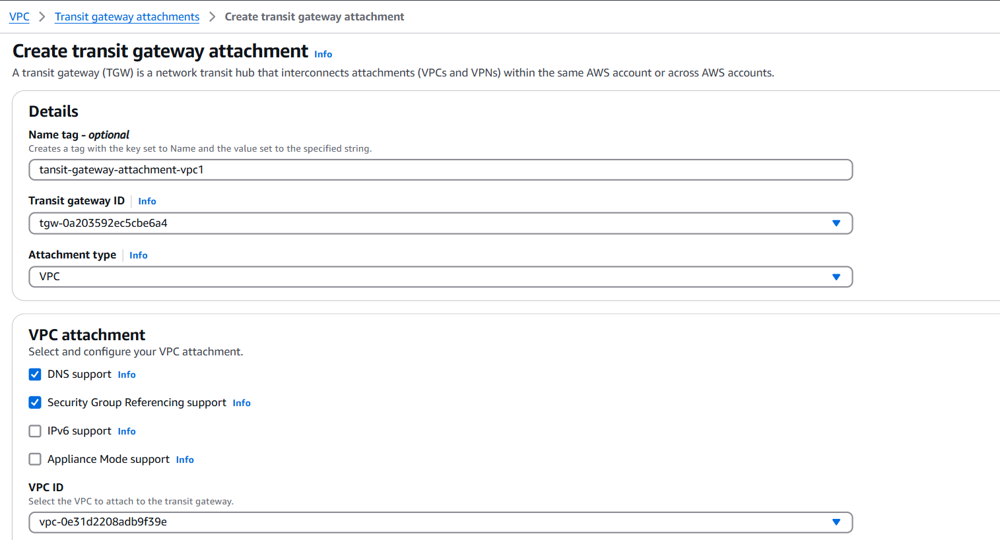 VPC > Transit gateway attachments > Create transit gateway attachment
Create transit gateway attachment Info
A transit gateway (TGW) is a network transit hub that interconnects attachments (VPCs and VPNs) within the same AWS account or across AWS accounts.
Details
Name tag - optional
Creates a tag with the key set to Name and the value set to the specified string.
tansit-gateway-attachment-vpc1
Transit gateway ID Info
tgw-0a203592ec5cbe6a4
Attachment type Info
VPC
VPC attachment
Select and configure your VPC attachment.
DNS support Info
Security Group Referencing support Info
IPv6 support Info
Appliance Mode support Info
VPC ID
Select the VPC to attach to the transit gateway.
vpc-0e31d2208adb9f39e